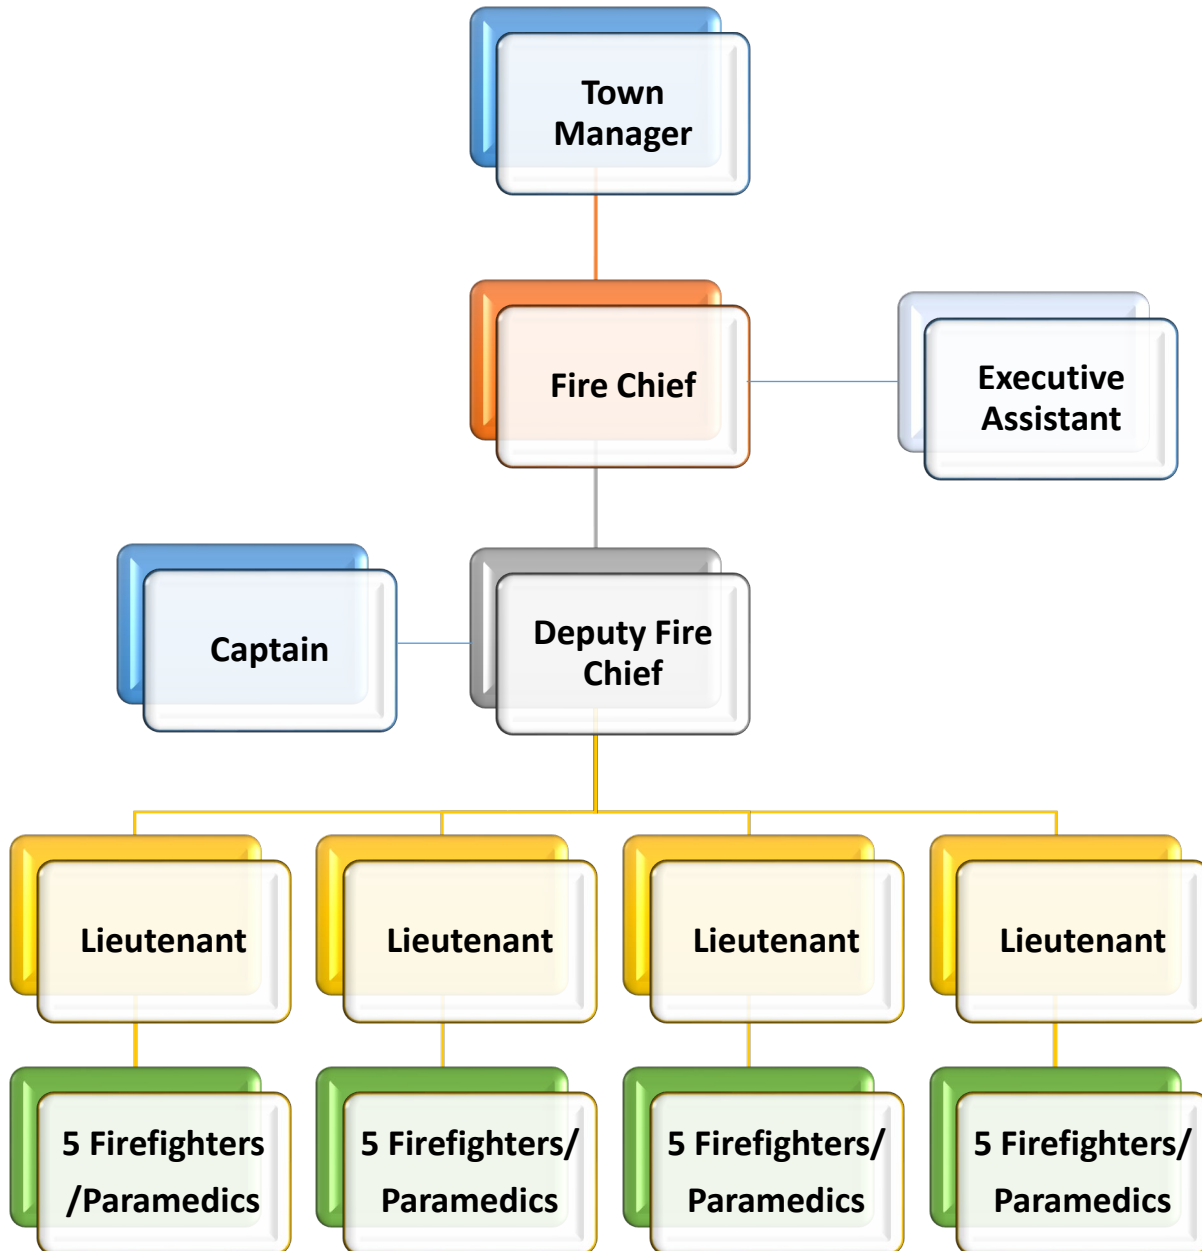 Town
Manager
Fire Chief
Executive
Assistant
Captain
Deputy Fire
Chief
Lieutenant
Lieutenant
Lieutenant
Lieutenant
5 Firefighters
/Paramedics
5 Firefighters/
Paramedics
5 Firefighters/
Paramedics
5 Firefighters/
Paramedics